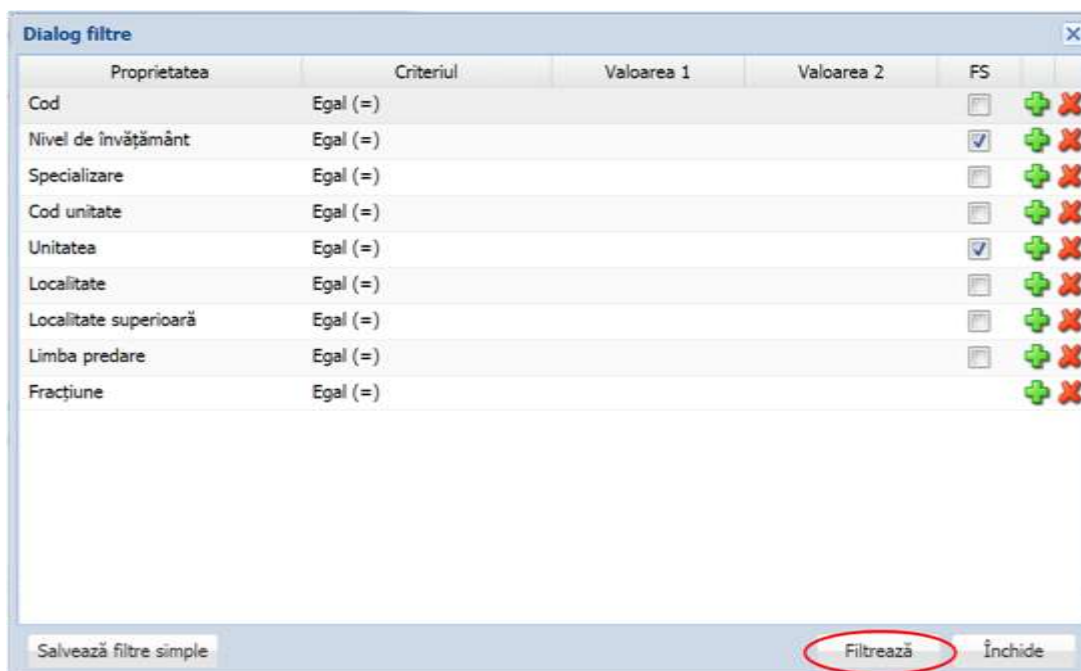 Dialog filtre
Proprietatea Criteriul Valoarea 1 Valoarea 2 FS
Cod Egal (=)
Nivel de învățământ Egal (=)
Specializare Egal (=)
Cod unitate Egal (=)
Unitatea Egal (=)
Localitate Egal (=)
Localitate superioară Egal (=)
Limba predare Egal (=)
Fracțiune Egal (=)
Salvează filtre simple Filtrează Închide